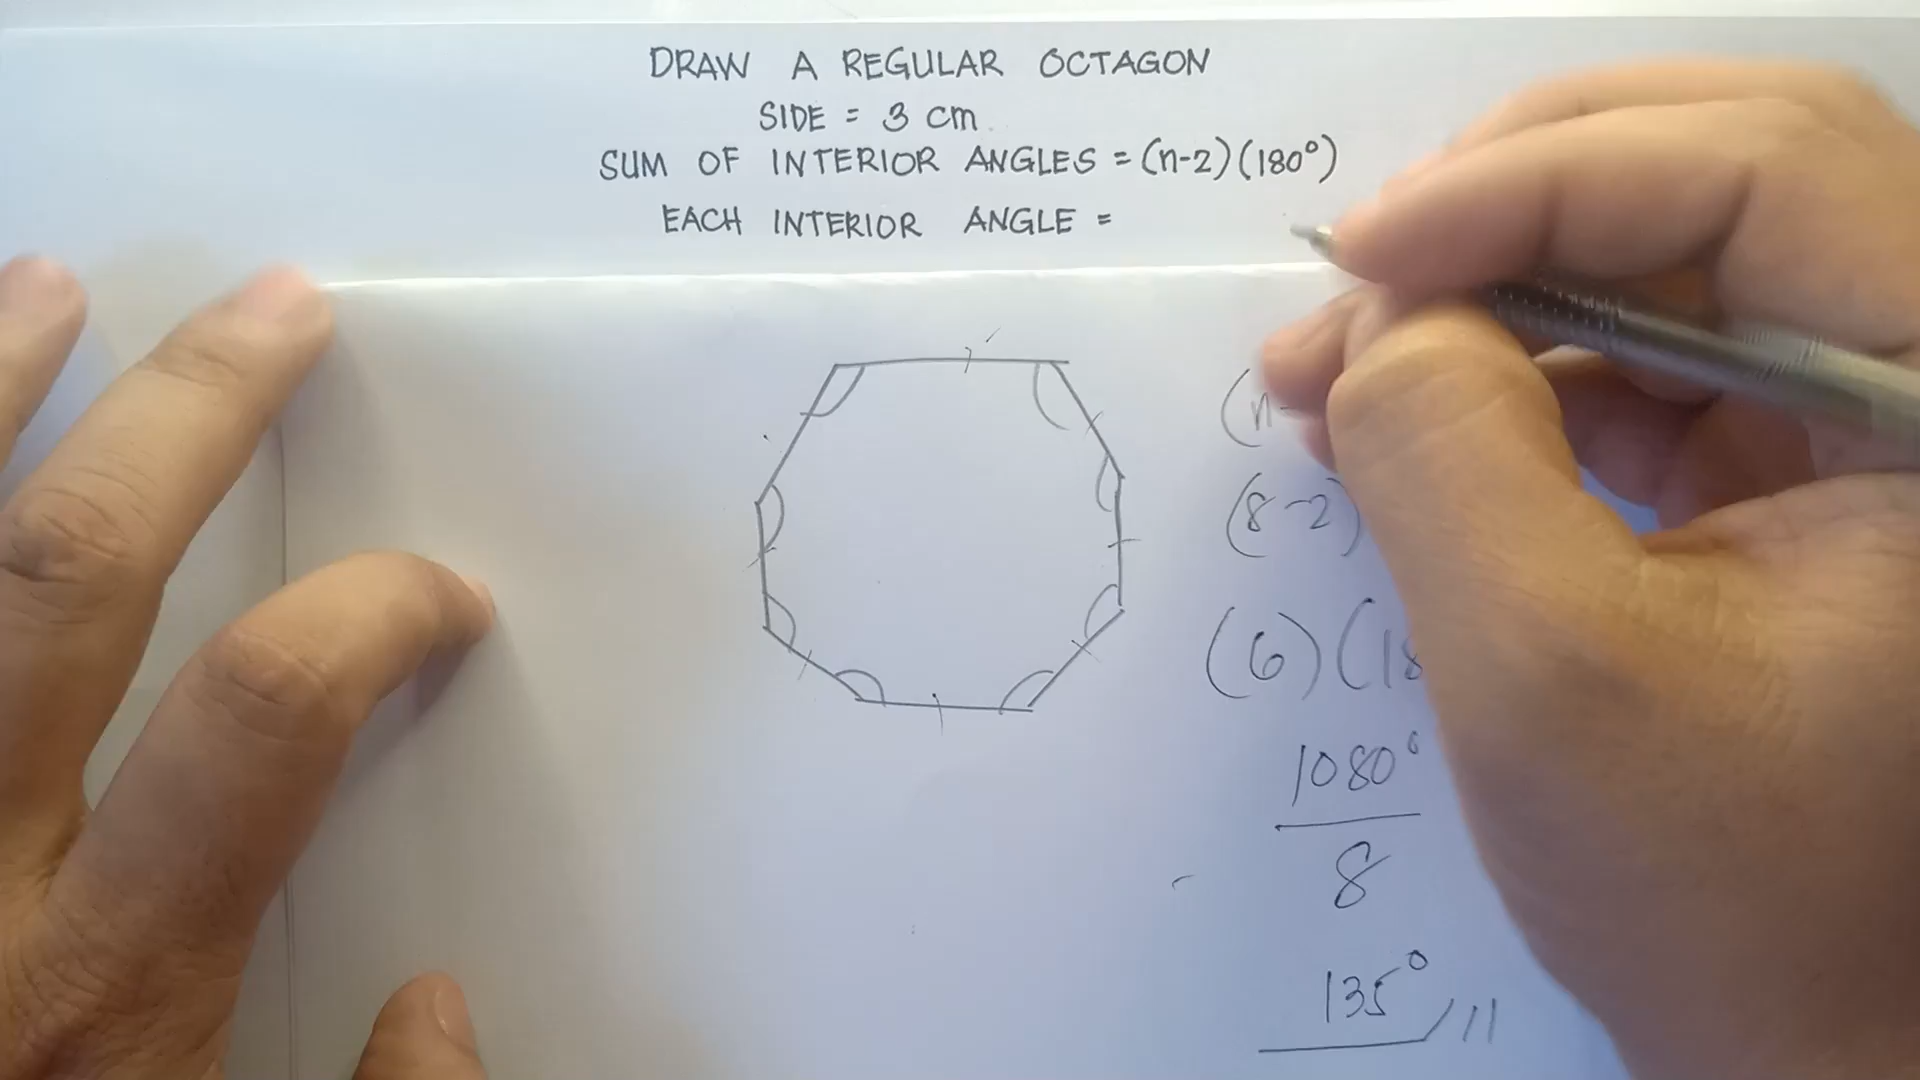 DRAW A REGULAR OCTAGON
SIDE = 3 cm
SUM OF INTERIOR ANGLES = (n-2)(180°)
EACH INTERIOR ANGLE =
(n-
(8-2)
(6)(18
1080°
8
135°